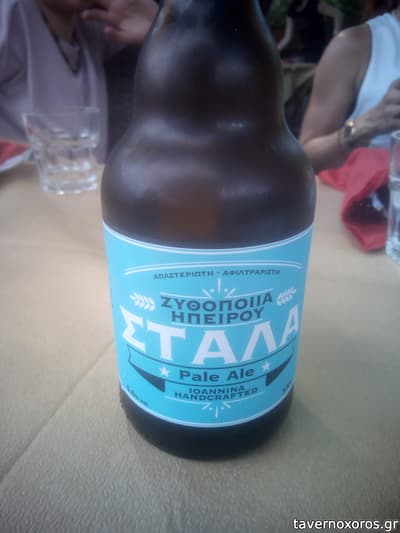 ΑΠΑΣΤΕΡΙΩΤΗ · ΑΦΙΛΤΡΑΡΙΣΤΗ
ΖΥΘΟΠΟΙΙΑ
ΗΠΕΙΡΟΥ
ΣΤΑΛΑ
Pale Ale
IOANNINA
HANDCRAFTED
tavernoxoros.gr